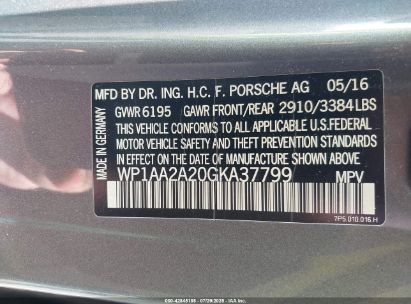 MFD BY DR. ING. H.C. F. PORSCHE AG 05/16
GVWR 6195 GAWR FRONT/REAR 2910/3384LBS
THIS VEHICLE CONFORMS TO ALL APPLICABLE U.S.FEDERAL
MOTOR VEHICLE SAFETY AND THEFT PREVENTION STANDARDS
IN EFFECT ON THE DATE OF MANUFACTURE SHOWN ABOVE.
WP1AA2A20GKA37799 MPV
MADE IN GERMANY
7P5.010.016.H